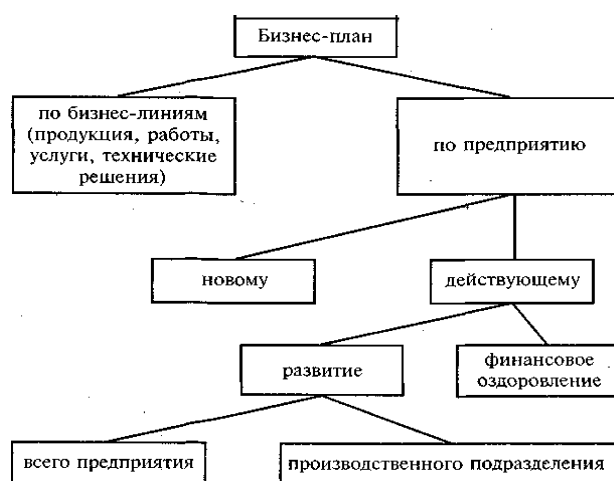 Бизнес-план
по бизнес-линиям
(продукция, работы,
услуги, технические
решения)
по предприятию
новому
действующему
развитие
финансовое
оздоровление
всего предприятия
производственного подразделения